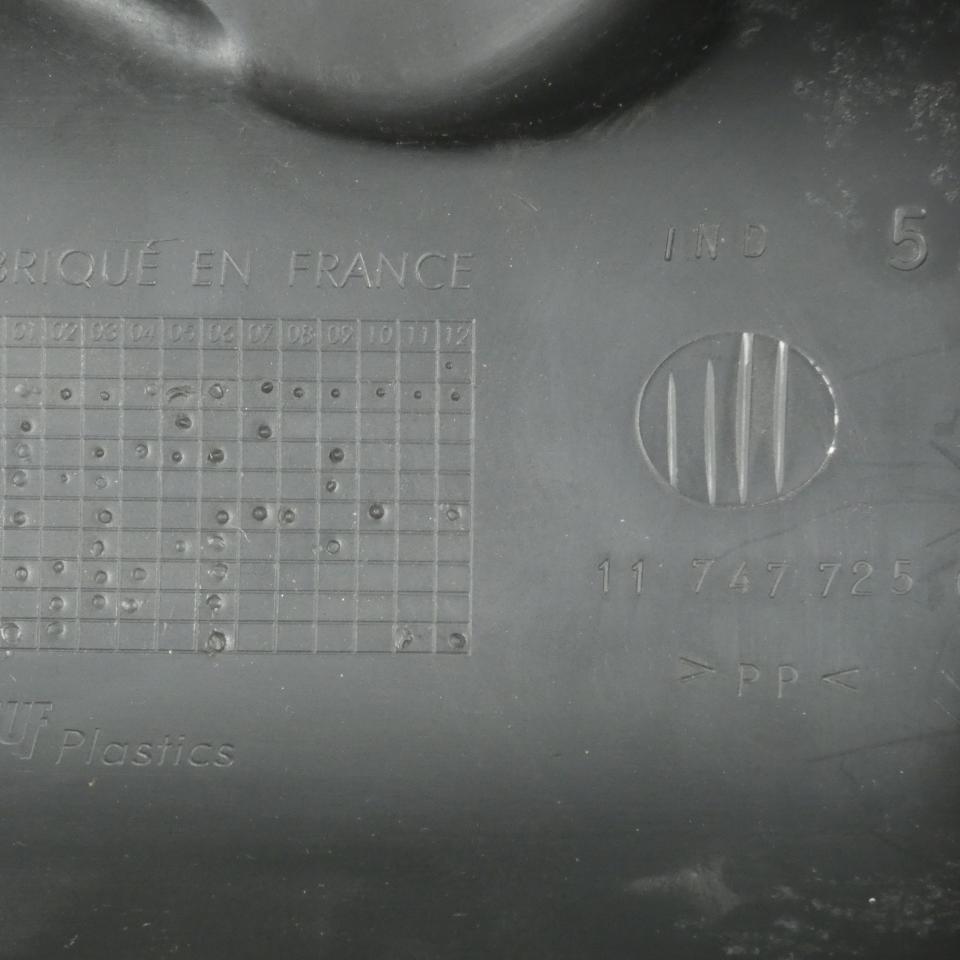 IND 5
BRIQUÉ EN FRANCE
01 02 03 04 05 06 07 08 09 10 11 12
11 747 725
>PP<
UF Plastics